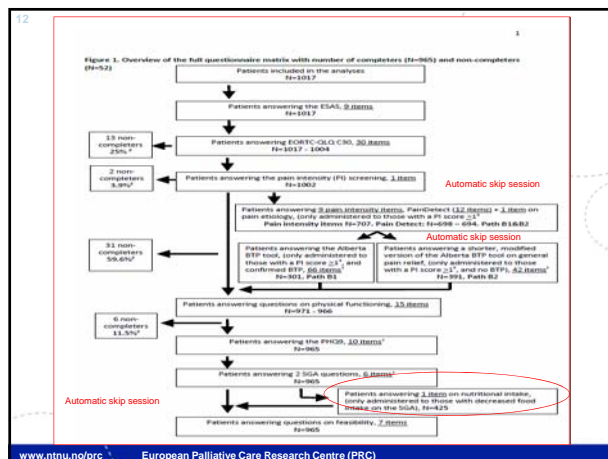 12
1
Figure 1. Overview of the full questionnaire matrix with number of completers (N=965) and non-completers
(N=52)
Patients included in the analyses
N=1017
Patients answering the ESAS, 9 items
N=1017
13 non-
completers
25%
Patients answering EORTC-QLQ C30, 30 items
N=1017 - 1004
2 non-
completers
3.9%
Patients answering the pain intensity (PI) screening, 1 item
N=1002
Automatic skip session
Patients answering 9 pain intensity items, PainDetect (12 items) + 1 item on
pain etiology, (only administered to those with a PI score ≥1
Pain intensity items N=707, Pain Detect: N=698 – 694, Path B1&B2
Automatic skip session
31 non-
completers
59.6%
Patients answering the Alberta
BTP tool, (only administered to
those with a PI score ≥1, and
confirmed BTP, 66 items
N=301, Path B1
Patients answering a shorter, modified
version of the Alberta BTP tool on general
pain relief, (only administered to those
with a PI score ≥1, and no BTP), 42 items
N=391, Path B2
Patients answering questions on physical functioning, 15 items
N=971 - 966
6 non-
completers
11.5%
Patients answering the PHQ9, 10 items
N=965
Patients answering 2 SGA questions, 6 items
N=965
Automatic skip session
Patients answering 1 item on nutritional intake,
(only administered to those with decreased food
intake on the SGA), N=425
Patients answering questions on feasibility, 7 items
N=965
www.ntnu.no/prc
European Palliative Care Research Centre (PRC)